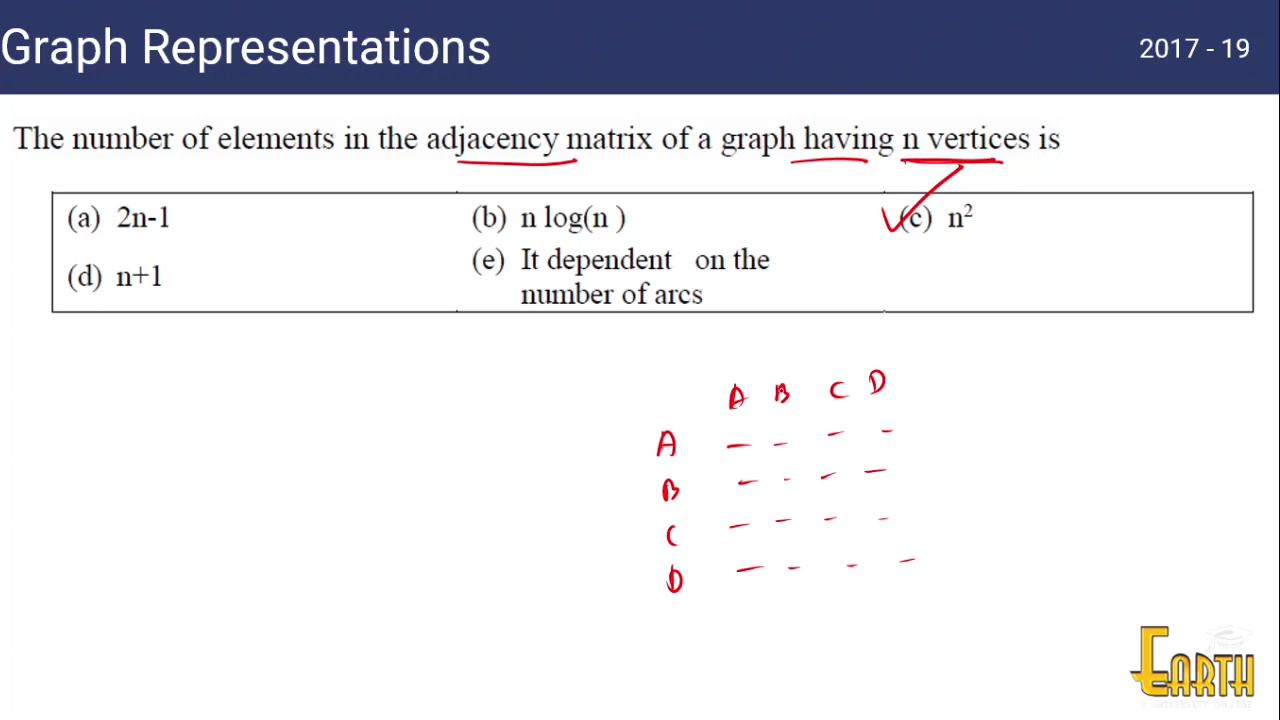 Graph Representations
2017 - 19
The number of elements in the adjacency matrix of a graph having n vertices is
(a) 2n-1 (b) n log(n ) (c) n²
(d) n+1 (e) It dependent on the
number of arcs
A B C D
A
B
C
D
EARTH